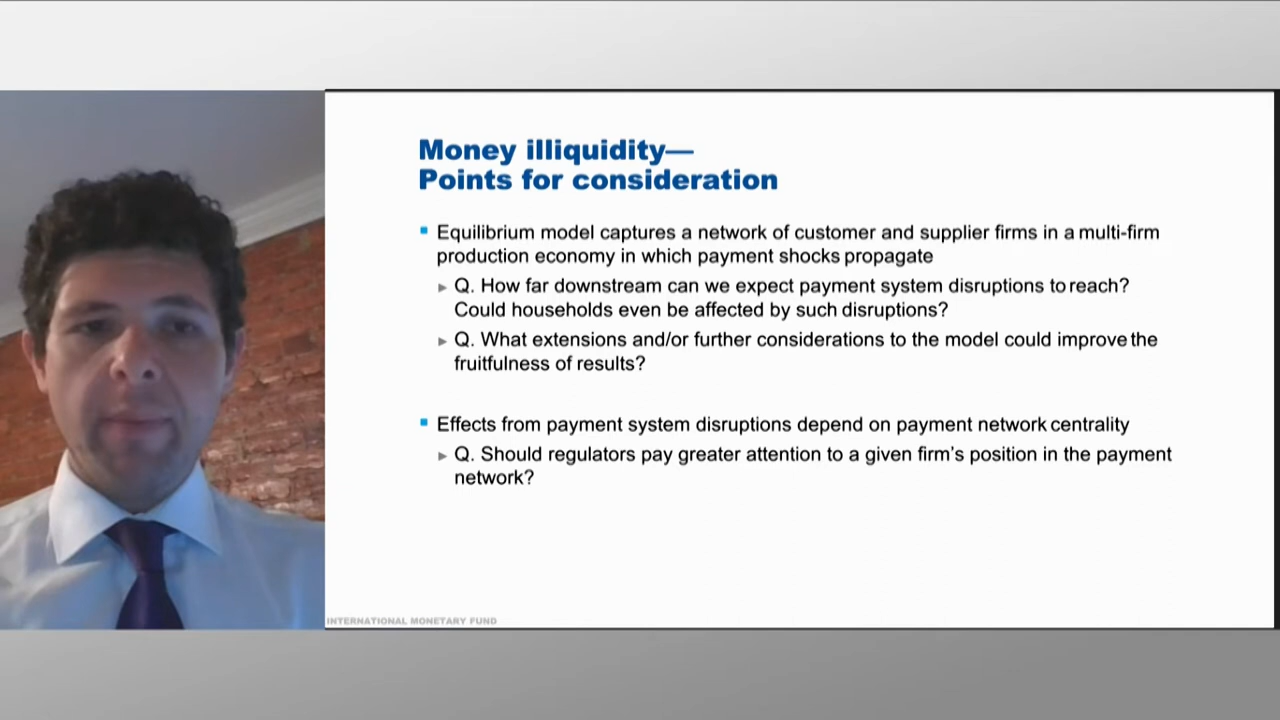 Money illiquidity—
Points for consideration
Equilibrium model captures a network of customer and supplier firms in a multi-firm
production economy in which payment shocks propagate
Q. How far downstream can we expect payment system disruptions to reach?
Could households even be affected by such disruptions?
Q. What extensions and/or further considerations to the model could improve the
fruitfulness of results?
Effects from payment system disruptions depend on payment network centrality
Q. Should regulators pay greater attention to a given firm's position in the payment
network?
INTERNATIONAL MONETARY FUND